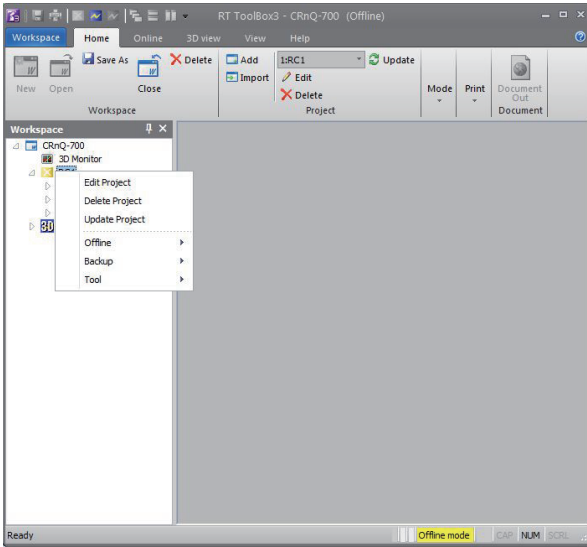 RT ToolBox3 - CRnQ-700 (Offline)
Workspace Home Online 3D view View Help
New Open Save As Close Delete
Workspace
Add Import 1:RC1 Edit Delete Update
Project
Mode Print Document Out
Document
Workspace
CRnQ-700
3D Monitor
RC1
3D
Edit Project
Delete Project
Update Project
Offline
Backup
Tool
Ready Offline mode CAP NUM SCRL